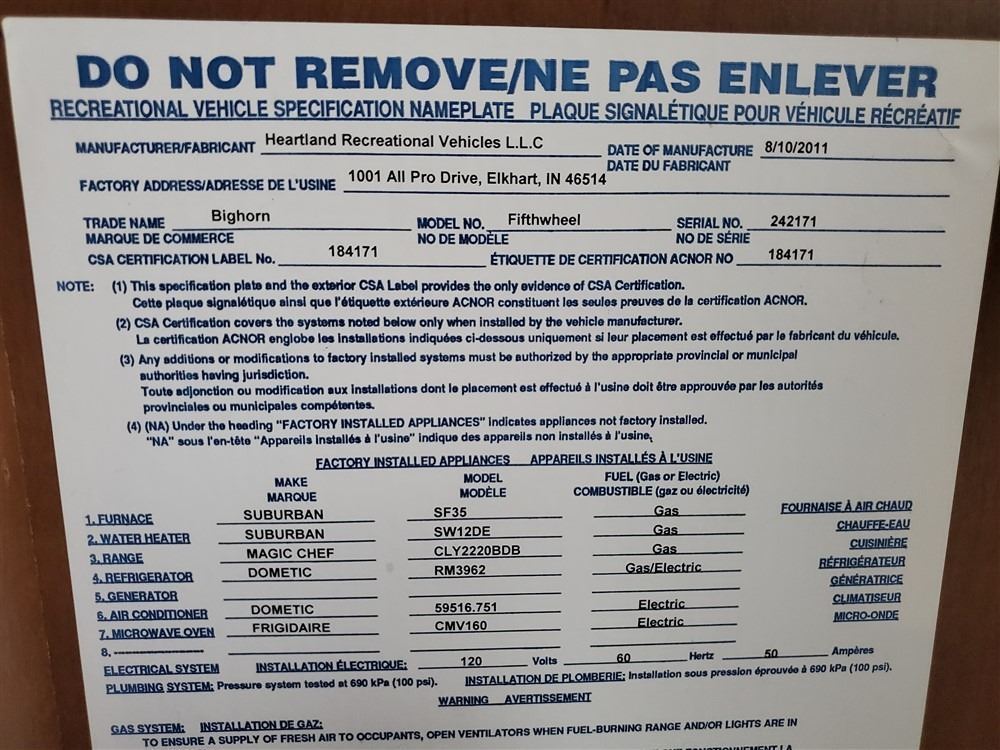 DO NOT REMOVE/NE PAS ENLEVER
RECREATIONAL VEHICLE SPECIFICATION NAMEPLATE PLAQUE SIGNALÉTIQUE POUR VÉHICULE RÉCRÉATIF
MANUFACTURER/FABRICANT Heartland Recreational Vehicles L.L.C DATE OF MANUFACTURE 8/10/2011
DATE DU FABRICANT
FACTORY ADDRESS/ADRESSE DE L'USINE 1001 All Pro Drive, Elkhart, IN 46514
TRADE NAME Bighorn MODEL NO. Fifthwheel SERIAL NO. 242171
MARQUE DE COMMERCE NO DE MODÈLE NO DE SÉRIE
CSA CERTIFICATION LABEL No. 184171 ÉTIQUETTE DE CERTIFICATION ACNOR NO 184171
NOTE: (1) This specification plate and the exterior CSA Label provides the only evidence of CSA Certification.
Cette plaque signalétique ainsi que l'étiquette extérieure ACNOR constituent les seules preuves de la certification ACNOR.
(2) CSA Certification covers the systems noted below only when installed by the vehicle manufacturer.
La certification ACNOR englobe les Installations indiquées ci-dessous uniquement si leur placement est effectué par le fabricant du véhicule.
(3) Any additions or modifications to factory installed systems must be authorized by the appropriate provincial or municipal
authorities having jurisdiction.
Toute adjonction ou modification aux installations dont le placement est effectué à l'usine doit être approuvée par les autorités
provinciales ou municipales compétentes.
(4) (NA) Under the heading "FACTORY INSTALLED APPLIANCES" indicates appliances not factory installed.
"NA" sous l'en-tête "Appareils installés à l'usine" indique des appareils non installés à l'usine.
FACTORY INSTALLED APPLIANCES APPAREILS INSTALLÉS À L'USINE
MAKE MODEL FUEL (Gas or Electric)
MARQUE MODÈLE COMBUSTIBLE (gaz ou électricité)
1. FURNACE SUBURBAN SF35 Gas FOURNAISE À AIR CHAUD
2. WATER HEATER SUBURBAN SW12DE Gas CHAUFFE-EAU
3. RANGE MAGIC CHEF CLY2220BDB Gas CUISINIÈRE
4. REFRIGERATOR DOMETIC RM3962 Gas/Electric RÉFRIGÉRATEUR
5. GENERATOR GÉNÉRATRICE
6. AIR CONDITIONER DOMETIC 59516.751 Electric CLIMATISEUR
7. MICROWAVE OVEN FRIGIDAIRE CMV160 Electric MICRO-ONDE
8. --------------------
ELECTRICAL SYSTEM INSTALLATION ÉLECTRIQUE: 120 Volts 60 Hertz 50 Ampères
PLUMBING SYSTEM: Pressure system tested at 690 kPa (100 psi). INSTALLATION DE PLOMBERIE: Installation sous pression éprouvée à 690 kPa (100 psi).
WARNING AVERTISSEMENT
GAS SYSTEM: INSTALLATION DE GAZ:
TO ENSURE A SUPPLY OF FRESH AIR TO OCCUPANTS, OPEN VENTILATORS WHEN FUEL-BURNING RANGE AND/OR LIGHTS ARE IN